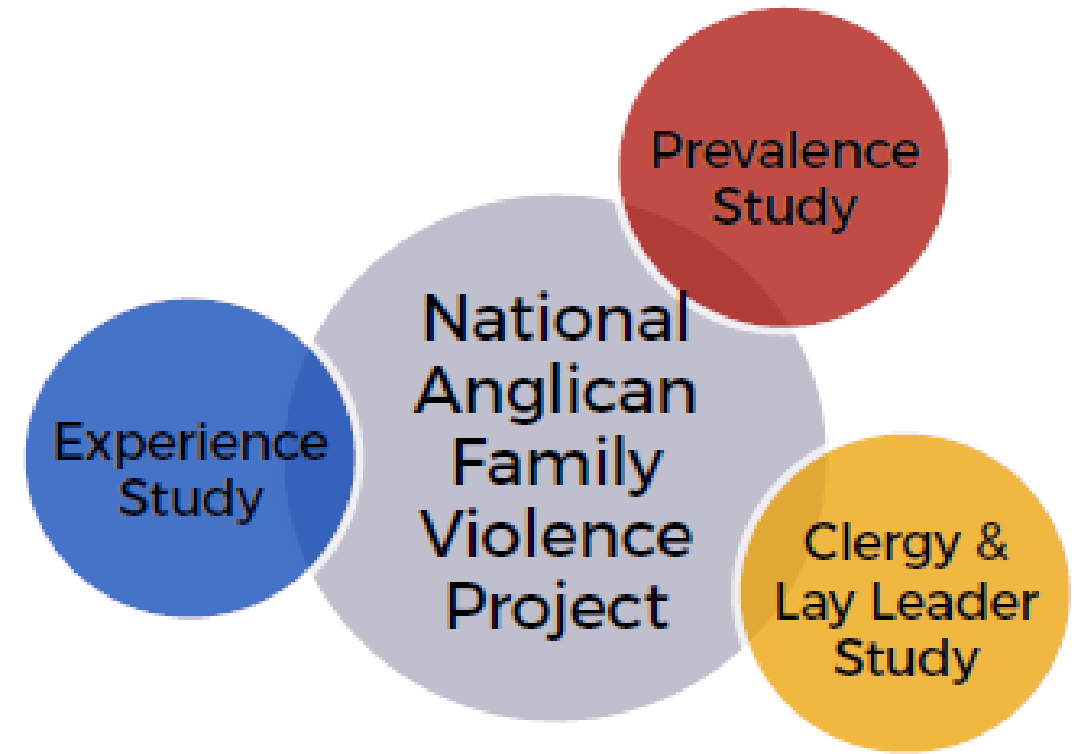 Prevalence
Study
National
Anglican
Family
Violence
Project
Experience
Study
Clergy &
Lay Leader
Study